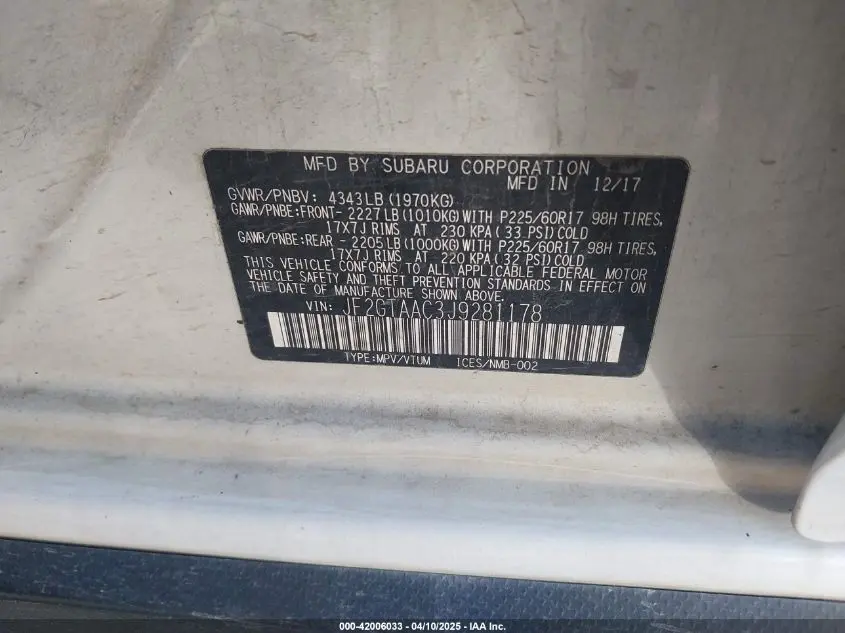 MFD BY SUBARU CORPORATION
MFD IN 12/17
GVWR/PNBV: 4343LB (1970KG)
GAWR/PNBE:FRONT- 2227LB (1010KG) WITH P225/60R17 98H TIRES,
17X7J RIMS AT 230 KPA (33 PSI) COLD
GAWR/PNBE:REAR - 2205LB (1000KG) WITH P225/60R17 98H TIRES,
17X7J RIMS AT 220 KPA (32 PSI) COLD
THIS VEHICLE CONFORMS TO ALL APPLICABLE FEDERAL MOTOR
VEHICLE SAFETY AND THEFT PREVENTION STANDARDS IN EFFECT ON
THE DATE OF MANUFACTURE SHOWN ABOVE.
VIN: JF2GTAAC3J9281178
TYPE:MPV/VTUM ICES/NMB-002
000-42006033 - 04/10/2025 - IAA Inc.